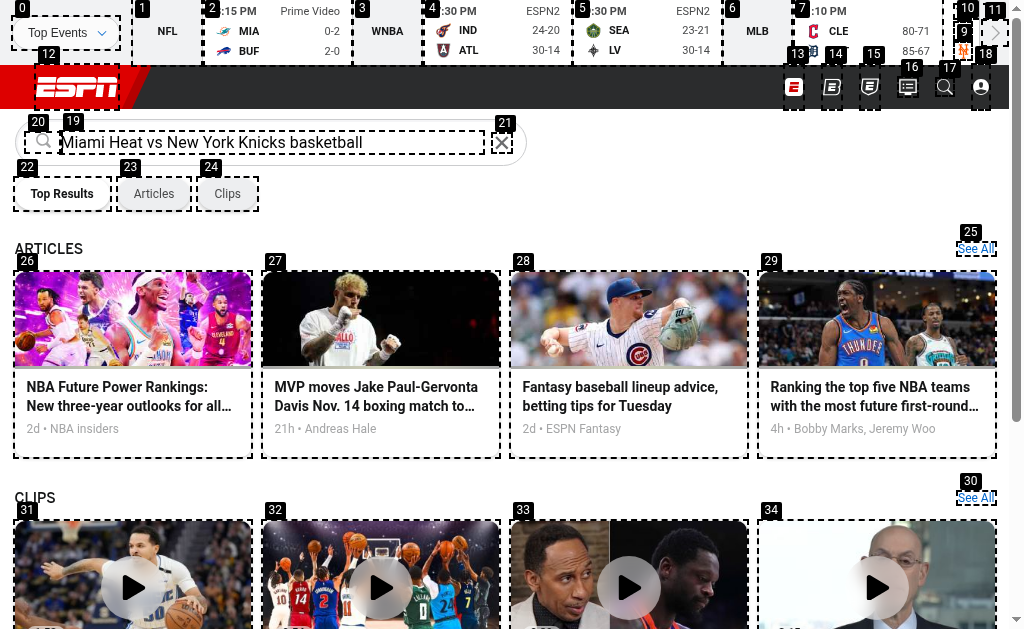 0
1
2
3
4
5
6
7
10
11
9
Top Events
NFL
:15 PM Prime Video
MIA 0-2
BUF 2-0
WNBA
:30 PM ESPN2
IND 24-20
ATL 30-14
:30 PM ESPN2
SEA 23-21
LV 30-14
MLB
:10 PM
CLE 80-71
85-67
12
13
14
15
16
17
18
ESPN
20
19
21
Miami Heat vs New York Knicks basketball
22
23
24
Top Results
Articles
Clips
25
ARTICLES
See All
26
27
28
29
NBA Future Power Rankings:
New three-year outlooks for all...
2d • NBA insiders
MVP moves Jake Paul-Gervonta
Davis Nov. 14 boxing match to...
21h • Andreas Hale
Fantasy baseball lineup advice,
betting tips for Tuesday
2d • ESPN Fantasy
Ranking the top five NBA teams
with the most future first-round...
4h • Bobby Marks, Jeremy Woo
30
CLIPS
See All
31
32
33
34